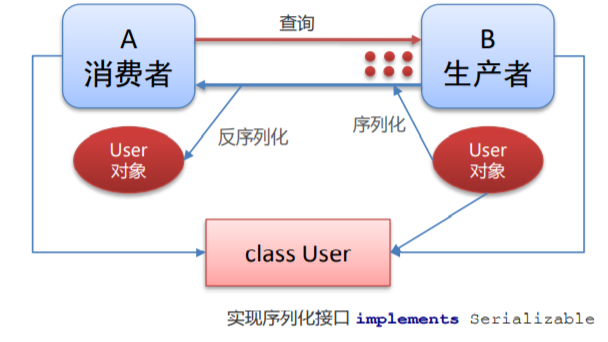 A
消费者
查询
B
生产者
反序列化
序列化
User
对象
User
对象
class User
实现序列化接口 implements Serializable